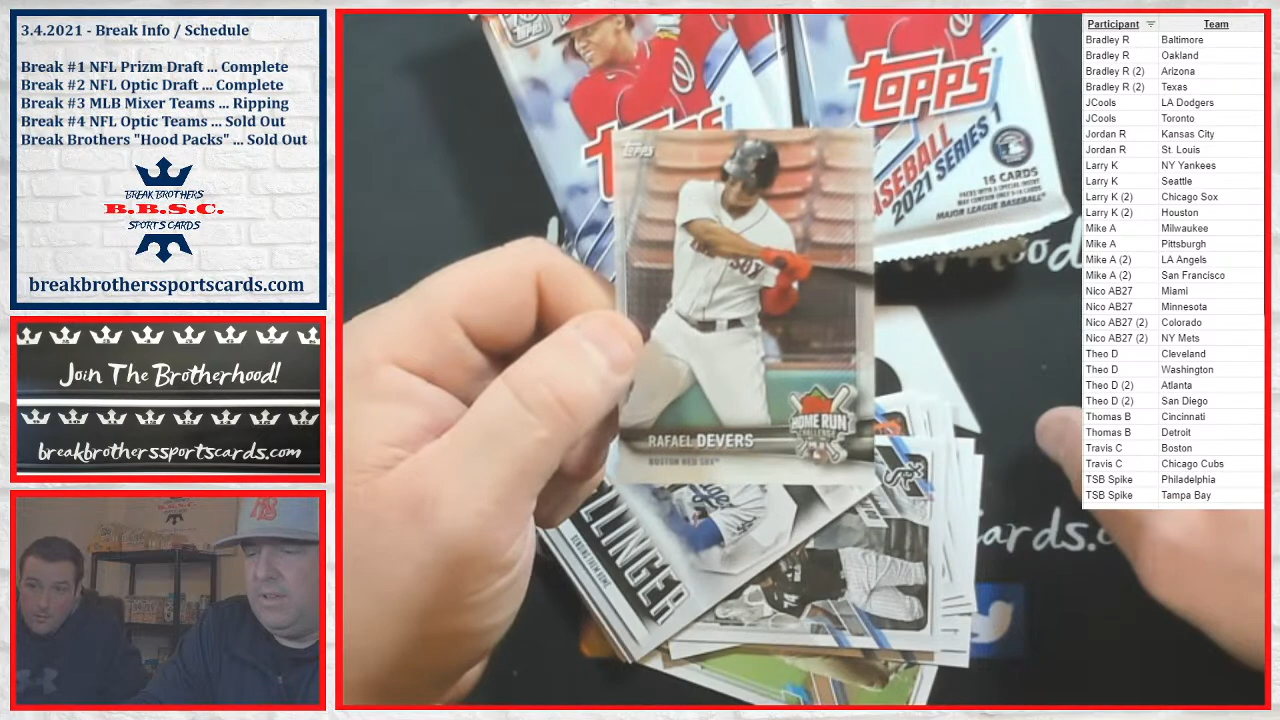 3.4.2021 - Break Info / Schedule
Break #1 NFL Prizm Draft ... Complete
Break #2 NFL Optic Draft ... Complete
Break #3 MLB Mixer Teams ... Ripping
Break #4 NFL Optic Teams ... Sold Out
Break Brothers "Hood Packs" ... Sold Out
BREAK BROTHERS
B.B.S.C.
SPORTS CARDS
breakbrotherssportscards.com
Join The Brotherhood!
breakbrotherssportscards.com
topps
BASEBALL
2021 SERIES 1
16 CARDS
MAJOR LEAGUE BASEBALL
topps
Red Sox
HOME RUN
CHALLENGE
RAFAEL DEVERS
BOSTON RED SOX
LLINGER
74
Participant Team
Bradley R Baltimore
Bradley R Oakland
Bradley R (2) Arizona
Bradley R (2) Texas
JCools LA Dodgers
JCools Toronto
Jordan R Kansas City
Jordan R St. Louis
Larry K NY Yankees
Larry K Seattle
Larry K (2) Chicago Sox
Larry K (2) Houston
Mike A Milwaukee
Mike A Pittsburgh
Mike A (2) LA Angels
Mike A (2) San Francisco
Nico AB27 Miami
Nico AB27 Minnesota
Nico AB27 (2) Colorado
Nico AB27 (2) NY Mets
Theo D Cleveland
Theo D Washington
Theo D (2) Atlanta
Theo D (2) San Diego
Thomas B Cincinnati
Thomas B Detroit
Travis C Boston
Travis C Chicago Cubs
TSB Spike Philadelphia
TSB Spike Tampa Bay